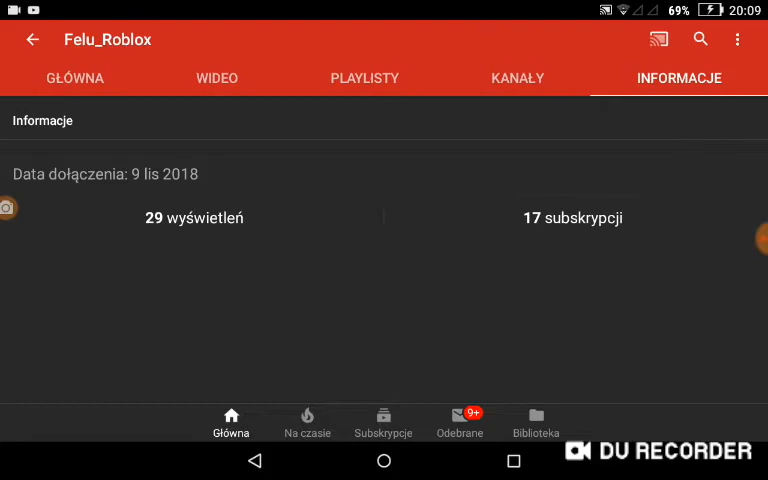 69% 20:09
Felu_Roblox
GŁÓWNA WIDEO PLAYLISTY KANAŁY INFORMACJE
Informacje
Data dołączenia: 9 lis 2018
29 wyświetleń 17 subskrypcji
9+
Główna Na czasie Subskrypcje Odebrane Biblioteka
DU RECORDER